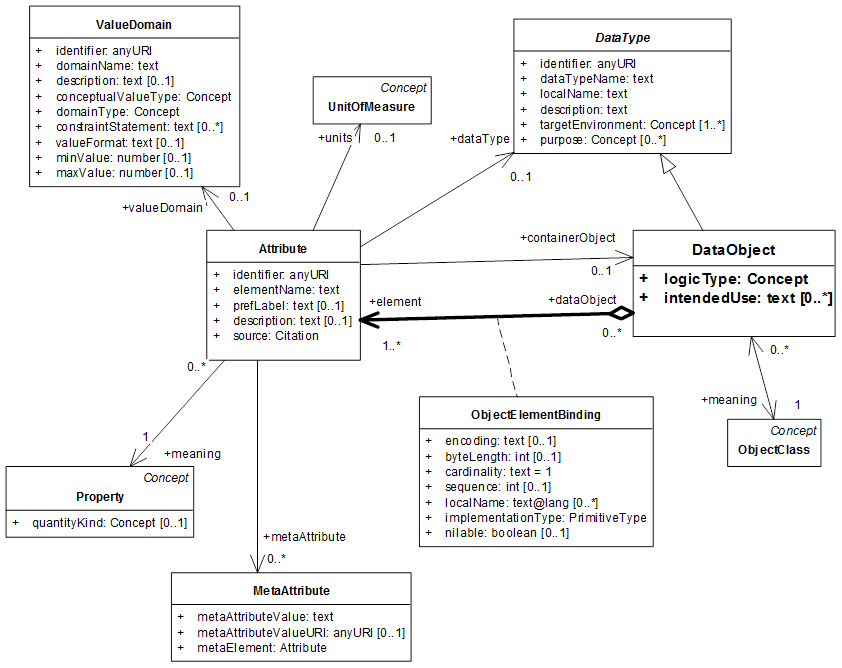 ValueDomain
+ identifier: anyURI
+ domainName: text
+ description: text [0..1]
+ conceptualValueType: Concept
+ domainType: Concept
+ constraintStatement: text [0..*]
+ valueFormat: text [0..1]
+ minValue: number [0..1]
+ maxValue: number [0..1]
Concept
UnitOfMeasure
DataType
+ identifier: anyURI
+ dataTypeName: text
+ localName: text
+ description: text
+ targetEnvironment: Concept [1..*]
+ purpose: Concept [0..*]
+units
0..1
+dataType
0..1
0..1
+valueDomain
Attribute
+ identifier: anyURI
+ elementName: text
+ prefLabel: text [0..1]
+ description: text [0..1]
+ source: Citation
+containerObject
0..1
DataObject
+ logicType: Concept
+ intendedUse: text [0..*]
+element
+dataObject
1..*
0..*
0..*
+meaning
1
Concept
ObjectClass
0..*
1
+meaning
Concept
Property
+ quantityKind: Concept [0..1]
ObjectElementBinding
+ encoding: text [0..1]
+ byteLength: int [0..1]
+ cardinality: text = 1
+ sequence: int [0..1]
+ localName: text@lang [0..*]
+ implementationType: PrimitiveType
+ nilable: boolean [0..1]
+metaAttribute
0..*
MetaAttribute
+ metaAttributeValue: text
+ metaAttributeValueURI: anyURI [0..1]
+ metaElement: Attribute